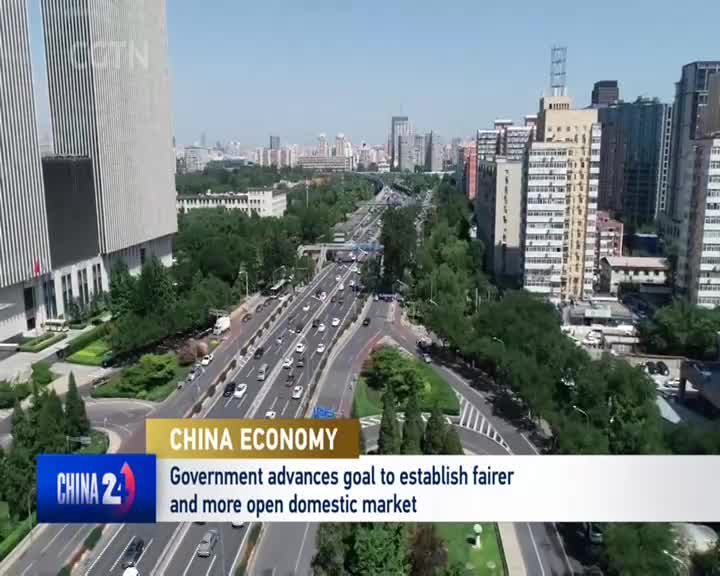 CGTN
CHINA ECONOMY
CHINA 24
Government advances goal to establish fairer
and more open domestic market